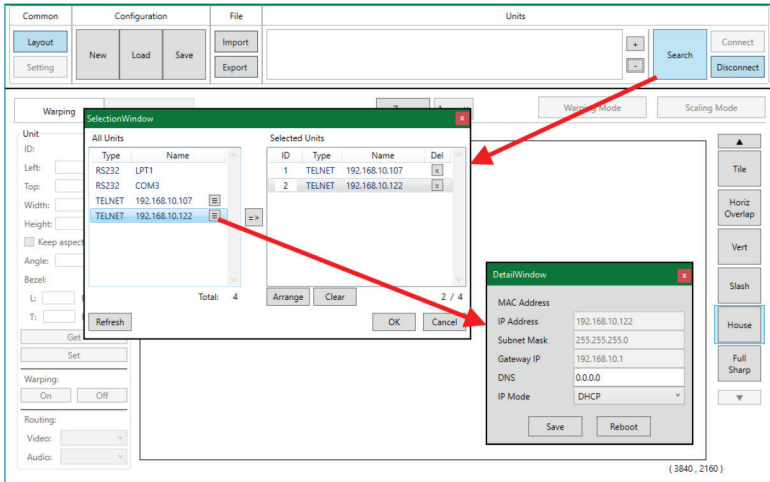 Common Configuration File Units
Layout New Load Save Import + Search Connect
Setting Export - Disconnect
Warping Warping Mode Scaling Mode
SelectionWindow x
All Units Selected Units
Type Name ID Type Name Del
RS232 LPT1 1 TELNET 192.168.10.107 x
RS232 COM3 2 TELNET 192.168.10.122 x
TELNET 192.168.10.107
TELNET 192.168.10.122 =>
Total: 4 Arrange Clear 2 / 4
Refresh OK Cancel
Unit
ID:
Left:
Top:
Width:
Height:
Keep aspect
Angle:
Bezel:
L:
T:
Get
Set
Warping:
On Off
Routing:
Video:
Audio:
DetailWindow x
MAC Address
IP Address 192.168.10.122
Subnet Mask 255.255.255.0
Gateway IP 192.168.10.1
DNS 0.0.0.0
IP Mode DHCP
Save Reboot
▲
Tile
Horiz
Overlap
Vert
Slash
House
Full
Sharp
▼
( 3840 , 2160 )